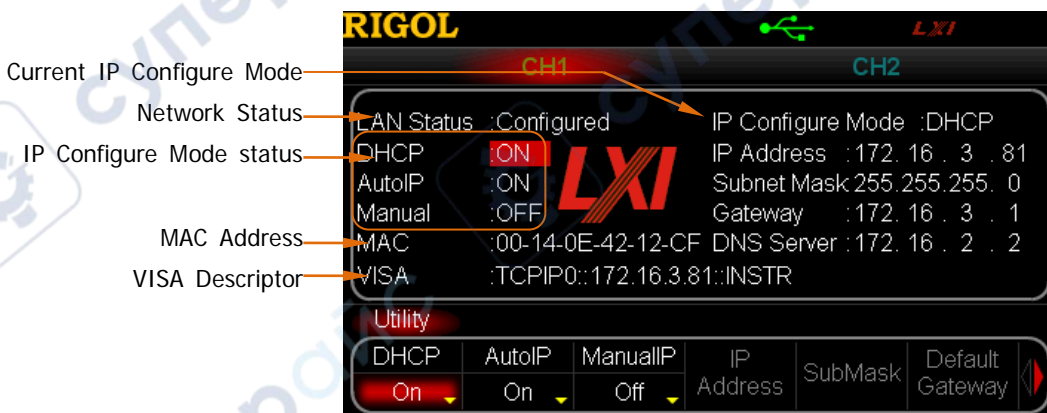 RIGOL LXI
CH1 CH2
Current IP Configure Mode
Network Status
IP Configure Mode status
MAC Address
VISA Descriptor
LAN Status :Configured IP Configure Mode :DHCP
DHCP :ON IP Address :172. 16 . 3 . 81
AutoIP :ON LXI Subnet Mask:255.255.255. 0
Manual :OFF Gateway :172. 16 . 3 . 1
MAC :00-14-0E-42-12-CF DNS Server :172. 16 . 2 . 2
VISA :TCPIP0::172.16.3.81::INSTR
Utility
DHCP AutoIP ManualIP IP Address SubMask Default Gateway
On On Off